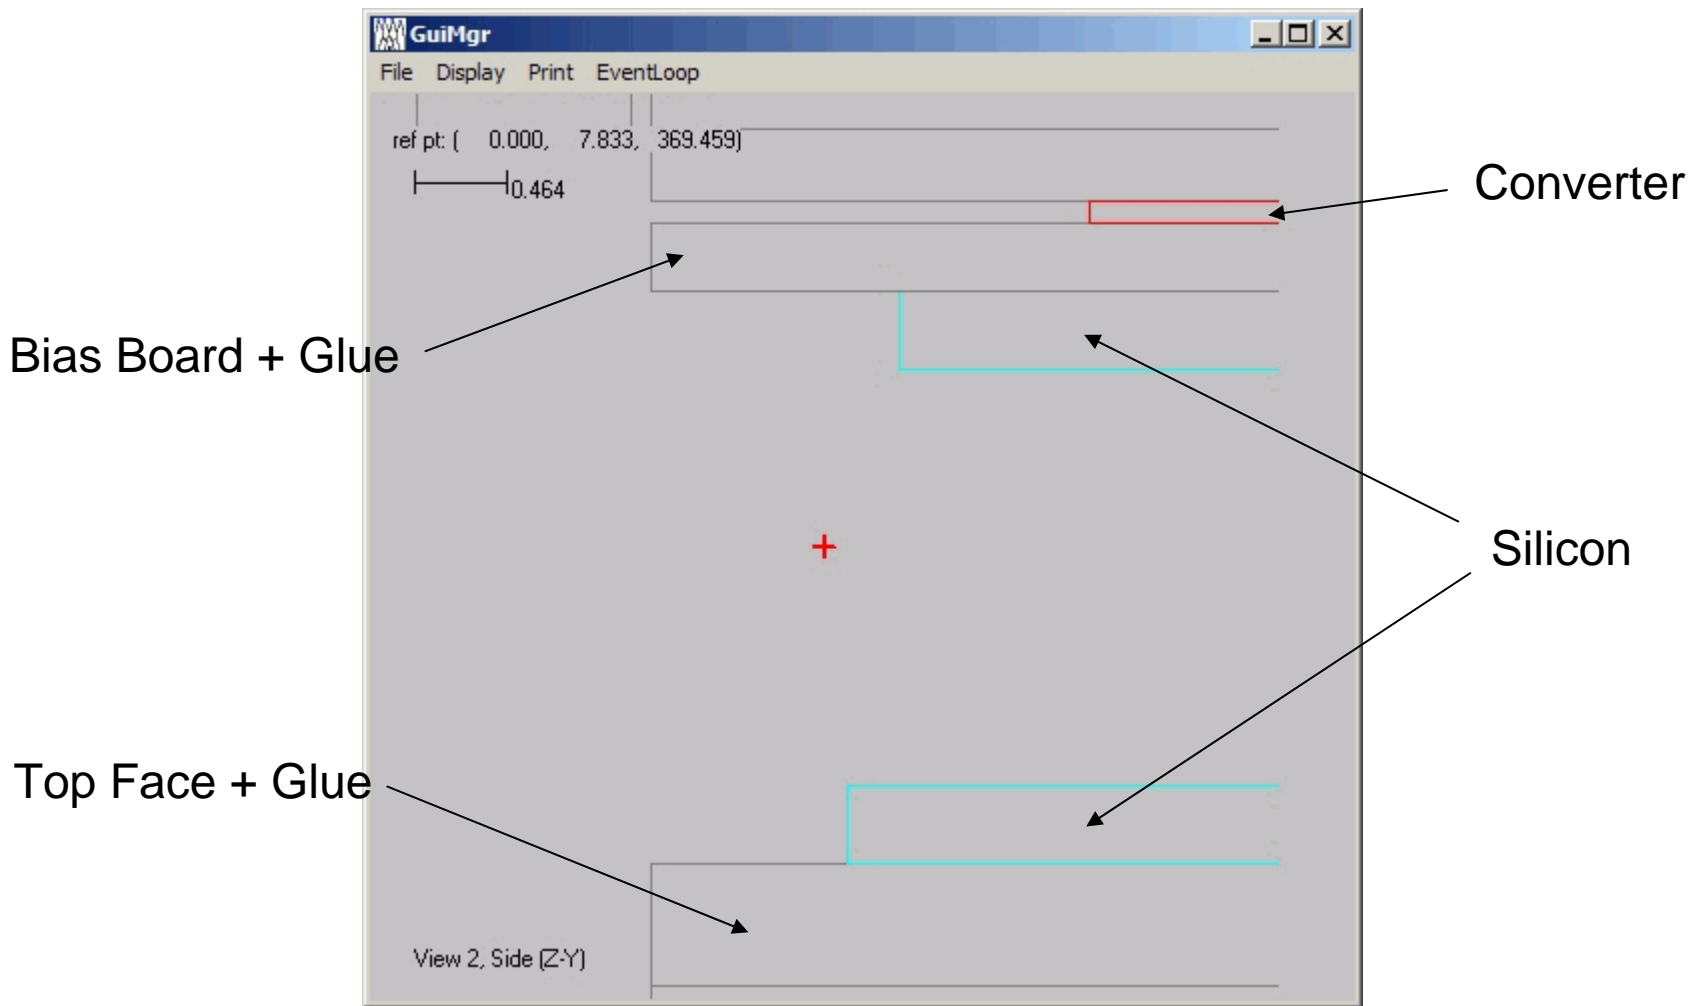 GuiMgr
File Display Print EventLoop
ref pt: ( 0.000, 7.833, 369.459)
0.464
Converter
Bias Board + Glue
Silicon
Top Face + Glue
View 2, Side (Z-Y)